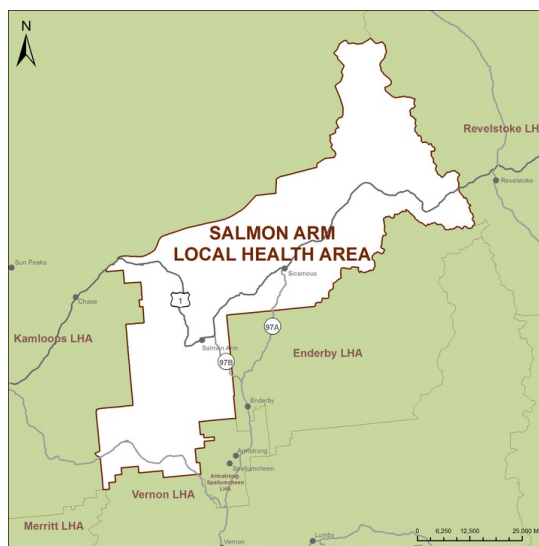 N
Revelstoke LH
Revelstoke
SALMON ARM
LOCAL HEALTH AREA
Sun Peaks
Sicamous
Chase
1
97A
Kamloops LHA
Salmon Arm
Enderby LHA
97B
Enderby
Armstrong
Spallumcheen
Armstrong-
Spallumcheen
LHA
Vernon LHA
Merritt LHA
Vernon
Lumby
0 6,250 12,500 25,000 M